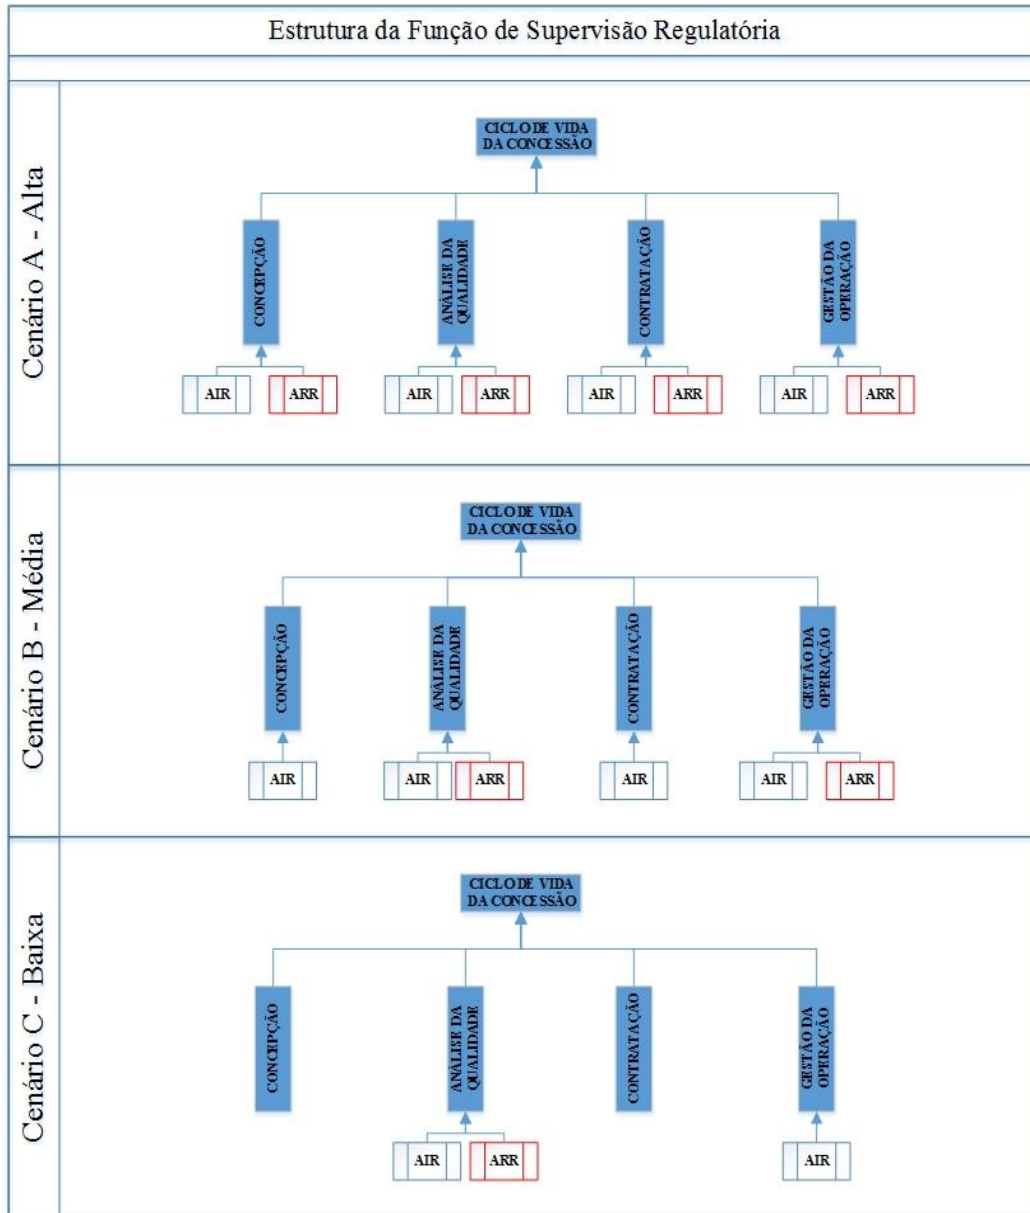 Estrutura da Função de Supervisão Regulatória
Cenário A - Alta
CICLO DE VIDA
DA CONCESSÃO
CONCEPÇÃO
ANÀLISE DA
QUALIDADE
CONTRATAÇÃO
GESTÃO DA
OPERAÇÃO
AIR
ARR
AIR
ARR
AIR
ARR
AIR
ARR
Cenário B - Média
CICLO DE VIDA
DA CONCESSÃO
CONCEPÇÃO
ANÀLISE DA
QUALIDADE
CONTRATAÇÃO
GESTÃO DA
OPERAÇÃO
AIR
AIR
ARR
AIR
AIR
ARR
Cenário C - Baixa
CICLO DE VIDA
DA CONCESSÃO
CONCEPÇÃO
ANÀLISE DA
QUALIDADE
CONTRATAÇÃO
GESTÃO DA
OPERAÇÃO
AIR
ARR
AIR